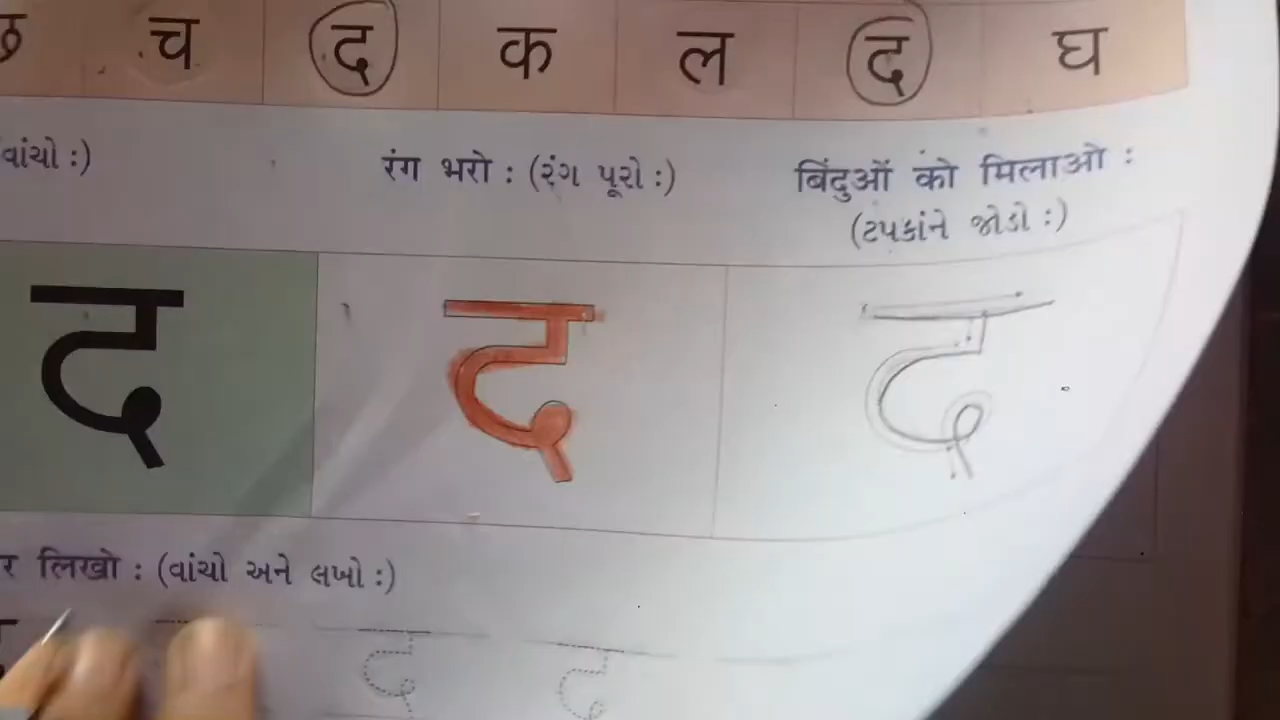 छ च द क ल द घ
વાંચો :)
रंग भरो : (રંગ પૂરો :)
बिंदुओं को मिलाओ :
(ટપકાંને જોડો :)
द द द
र लिखो : (વાંચો અને લખો :)
द द